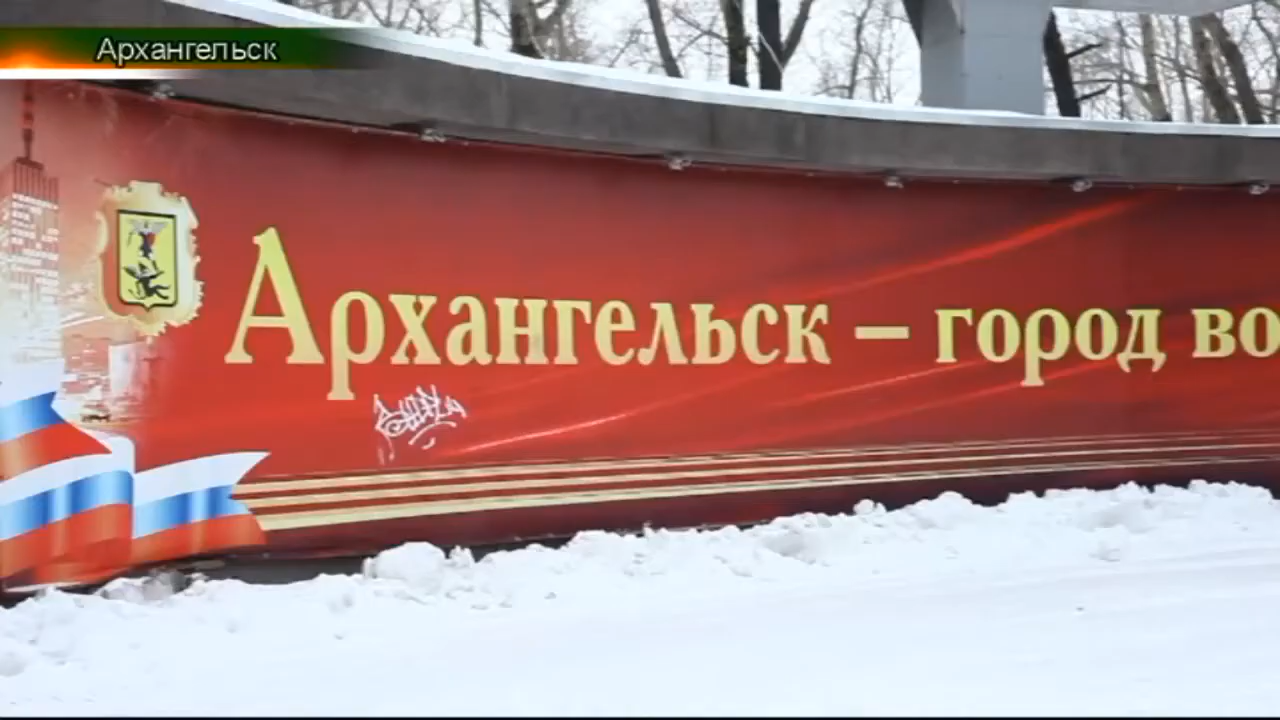 Архангельск
Архангельск – город во